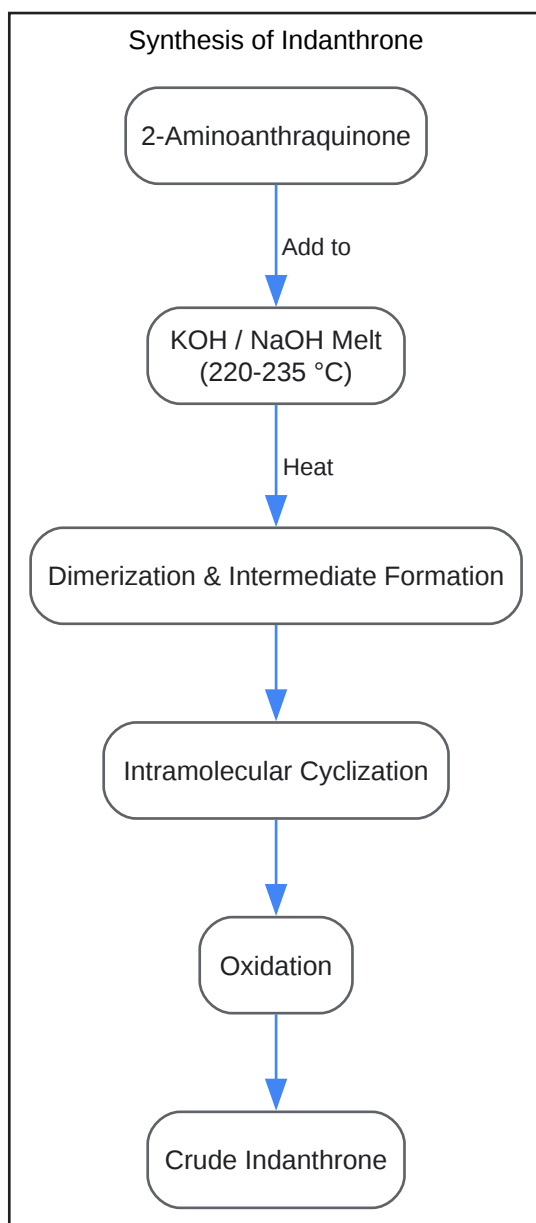 Synthesis of Indanthrone
2-Aminoanthraquinone
Add to
KOH / NaOH Melt
(220-235 °C)
Heat
Dimerization & Intermediate Formation
Intramolecular Cyclization
Oxidation
Crude Indanthrone